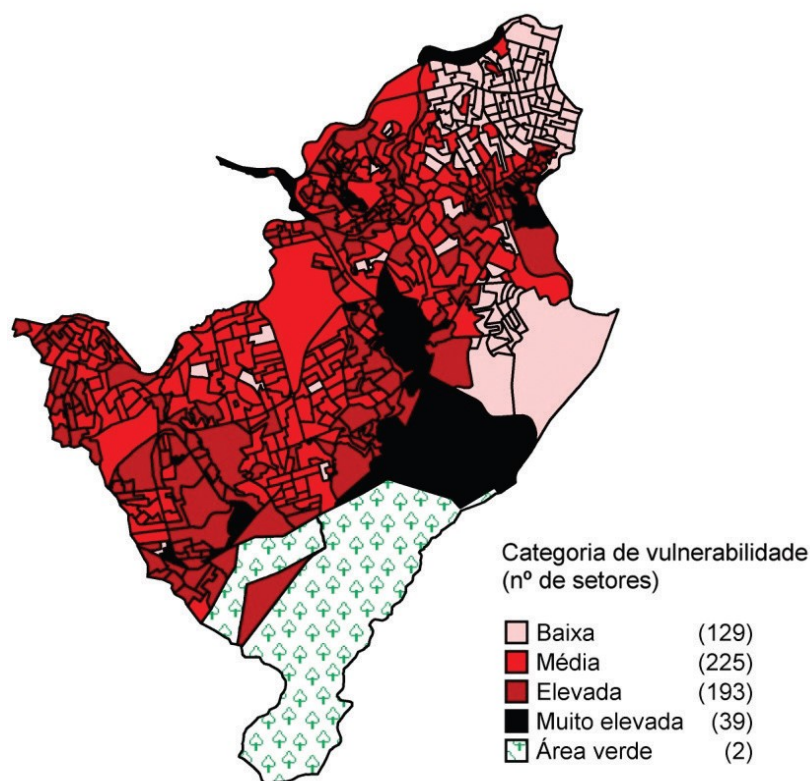 Categoria de vulnerabilidade
(nº de setores)
Baixa (129)
Média (225)
Elevada (193)
Muito elevada (39)
Área verde (2)